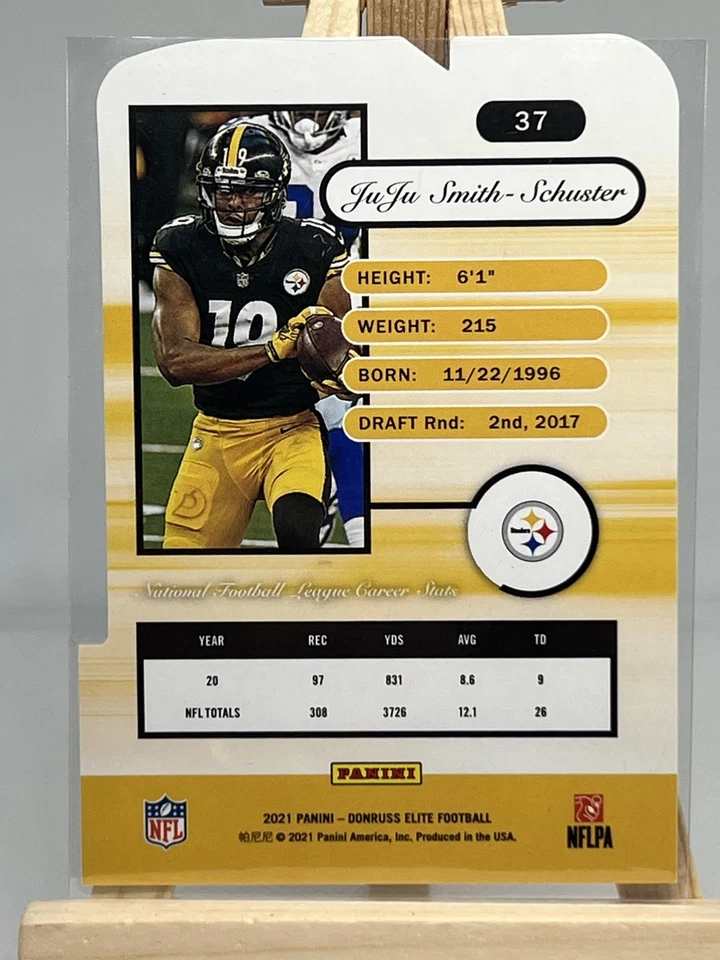 37
JuJu Smith-Schuster
19
19
HEIGHT: 6'1"
WEIGHT: 215
BORN: 11/22/1996
DRAFT Rnd: 2nd, 2017
Steelers
National Football League Career Stats
YEAR REC YDS AVG TD
20 97 831 8.6 9
NFL TOTALS 308 3726 12.1 26
PANINI
NFL
2021 PANINI – DONRUSS ELITE FOOTBALL
帕尼尼 © 2021 Panini America, Inc. Produced in the USA.
NFLPA